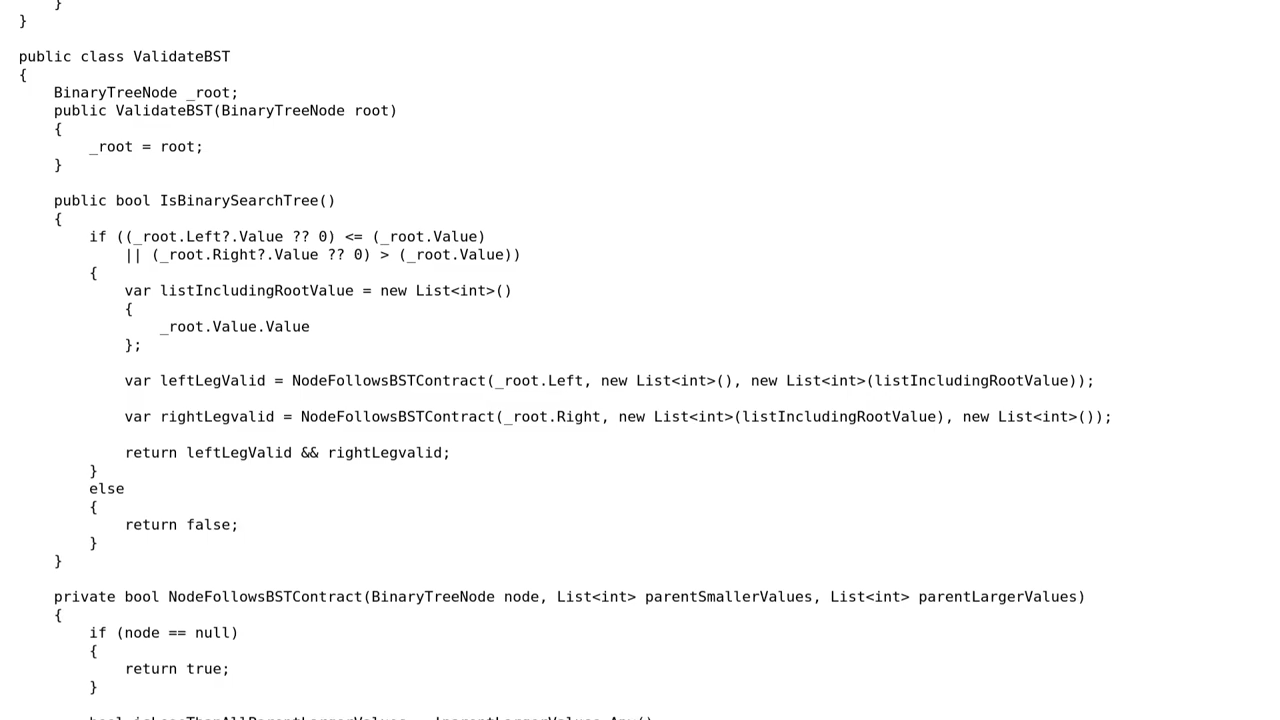 }
}
public class ValidateBST
{
BinaryTreeNode _root;
public ValidateBST(BinaryTreeNode root)
{
_root = root;
}
public bool IsBinarySearchTree()
{
if ((_root.Left?.Value ?? 0) <= (_root.Value)
|| (_root.Right?.Value ?? 0) > (_root.Value))
{
var listIncludingRootValue = new List<int>()
{
_root.Value.Value
};
var leftLegValid = NodeFollowsBSTContract(_root.Left, new List<int>(), new List<int>(listIncludingRootValue));
var rightLegvalid = NodeFollowsBSTContract(_root.Right, new List<int>(listIncludingRootValue), new List<int>());
return leftLegValid && rightLegvalid;
}
else
{
return false;
}
}
private bool NodeFollowsBSTContract(BinaryTreeNode node, List<int> parentSmallerValues, List<int> parentLargerValues)
{
if (node == null)
{
return true;
}
bool isLessThanAllParentLargerValues = !parentLargerValues.Any()